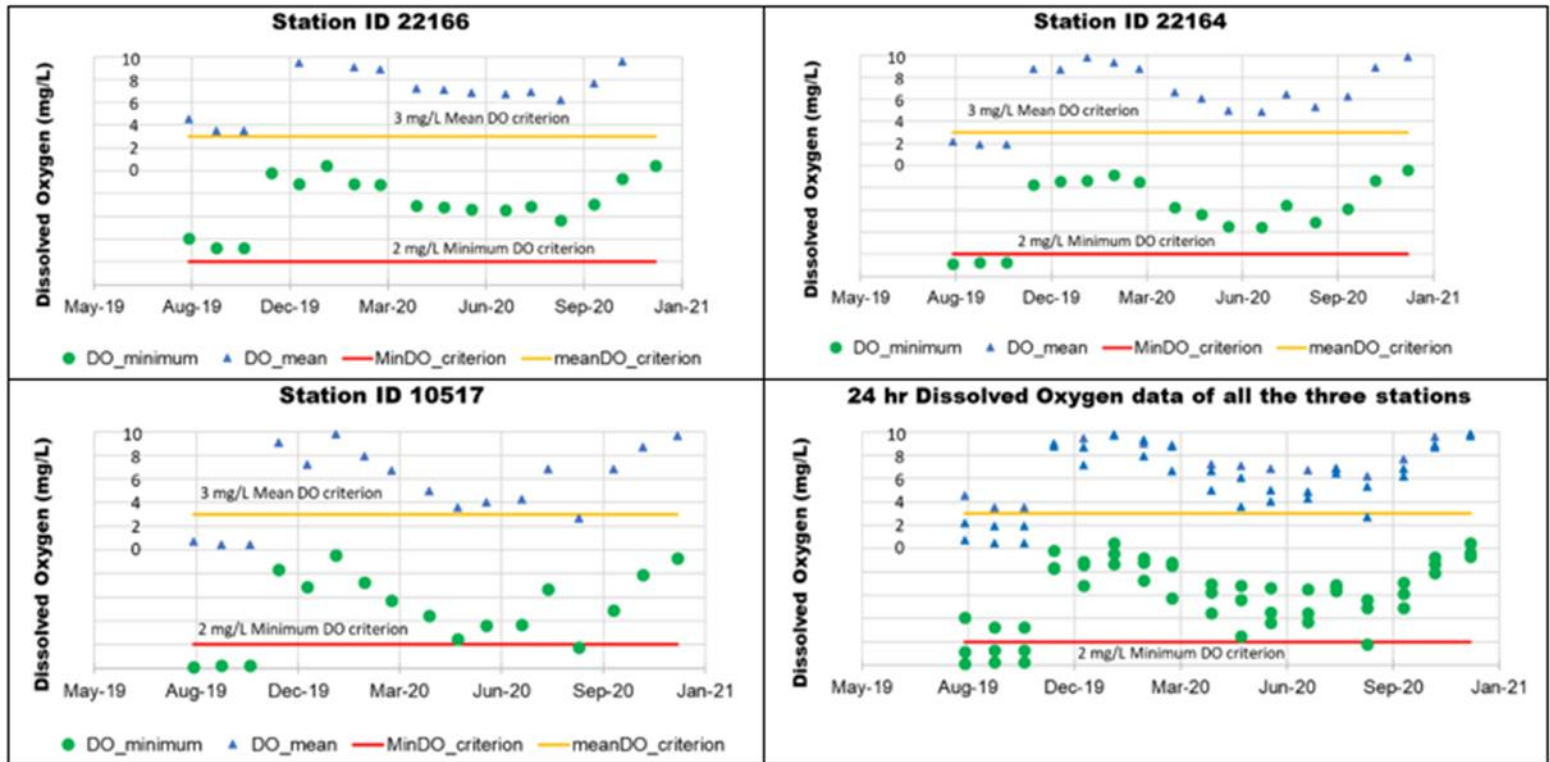 Station ID 22166
Dissolved Oxygen (mg/L)
10
8
6
4
2
0
3 mg/L Mean DO criterion
2 mg/L Minimum DO criterion
May-19 Aug-19 Dec-19 Mar-20 Jun-20 Sep-20 Jan-21
DO_minimum DO_mean MinDO_criterion meanDO_criterion
Station ID 22164
Dissolved Oxygen (mg/L)
10
8
6
4
2
0
3 mg/L Mean DO criterion
2 mg/L Minimum DO criterion
May-19 Aug-19 Dec-19 Mar-20 Jun-20 Sep-20 Jan-21
DO_minimum DO_mean MinDO_criterion meanDO_criterion
Station ID 10517
Dissolved Oxygen (mg/L)
10
8
6
4
2
0
3 mg/L Mean DO criterion
2 mg/L Minimum DO criterion
May-19 Aug-19 Dec-19 Mar-20 Jun-20 Sep-20 Jan-21
DO_minimum DO_mean MinDO_criterion meanDO_criterion
24 hr Dissolved Oxygen data of all the three stations
Dissolved Oxygen (mg/L)
10
8
6
4
2
0
3 mg/L Mean DO criterion
2 mg/L Minimum DO criterion
May-19 Aug-19 Dec-19 Mar-20 Jun-20 Sep-20 Jan-21